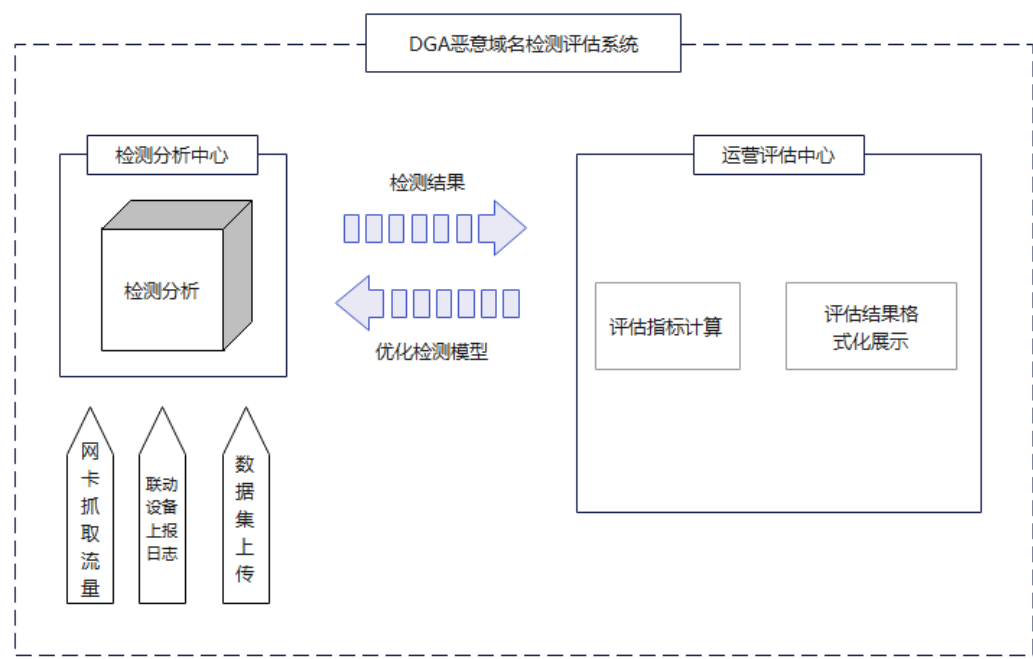 DGA恶意域名检测评估系统
检测分析中心
运营评估中心
检测结果
检测分析
优化检测模型
评估指标计算
评估结果格
式化展示
网
卡
抓
取
流
量
联动
设备
上报
日志
数
据
集
上
传